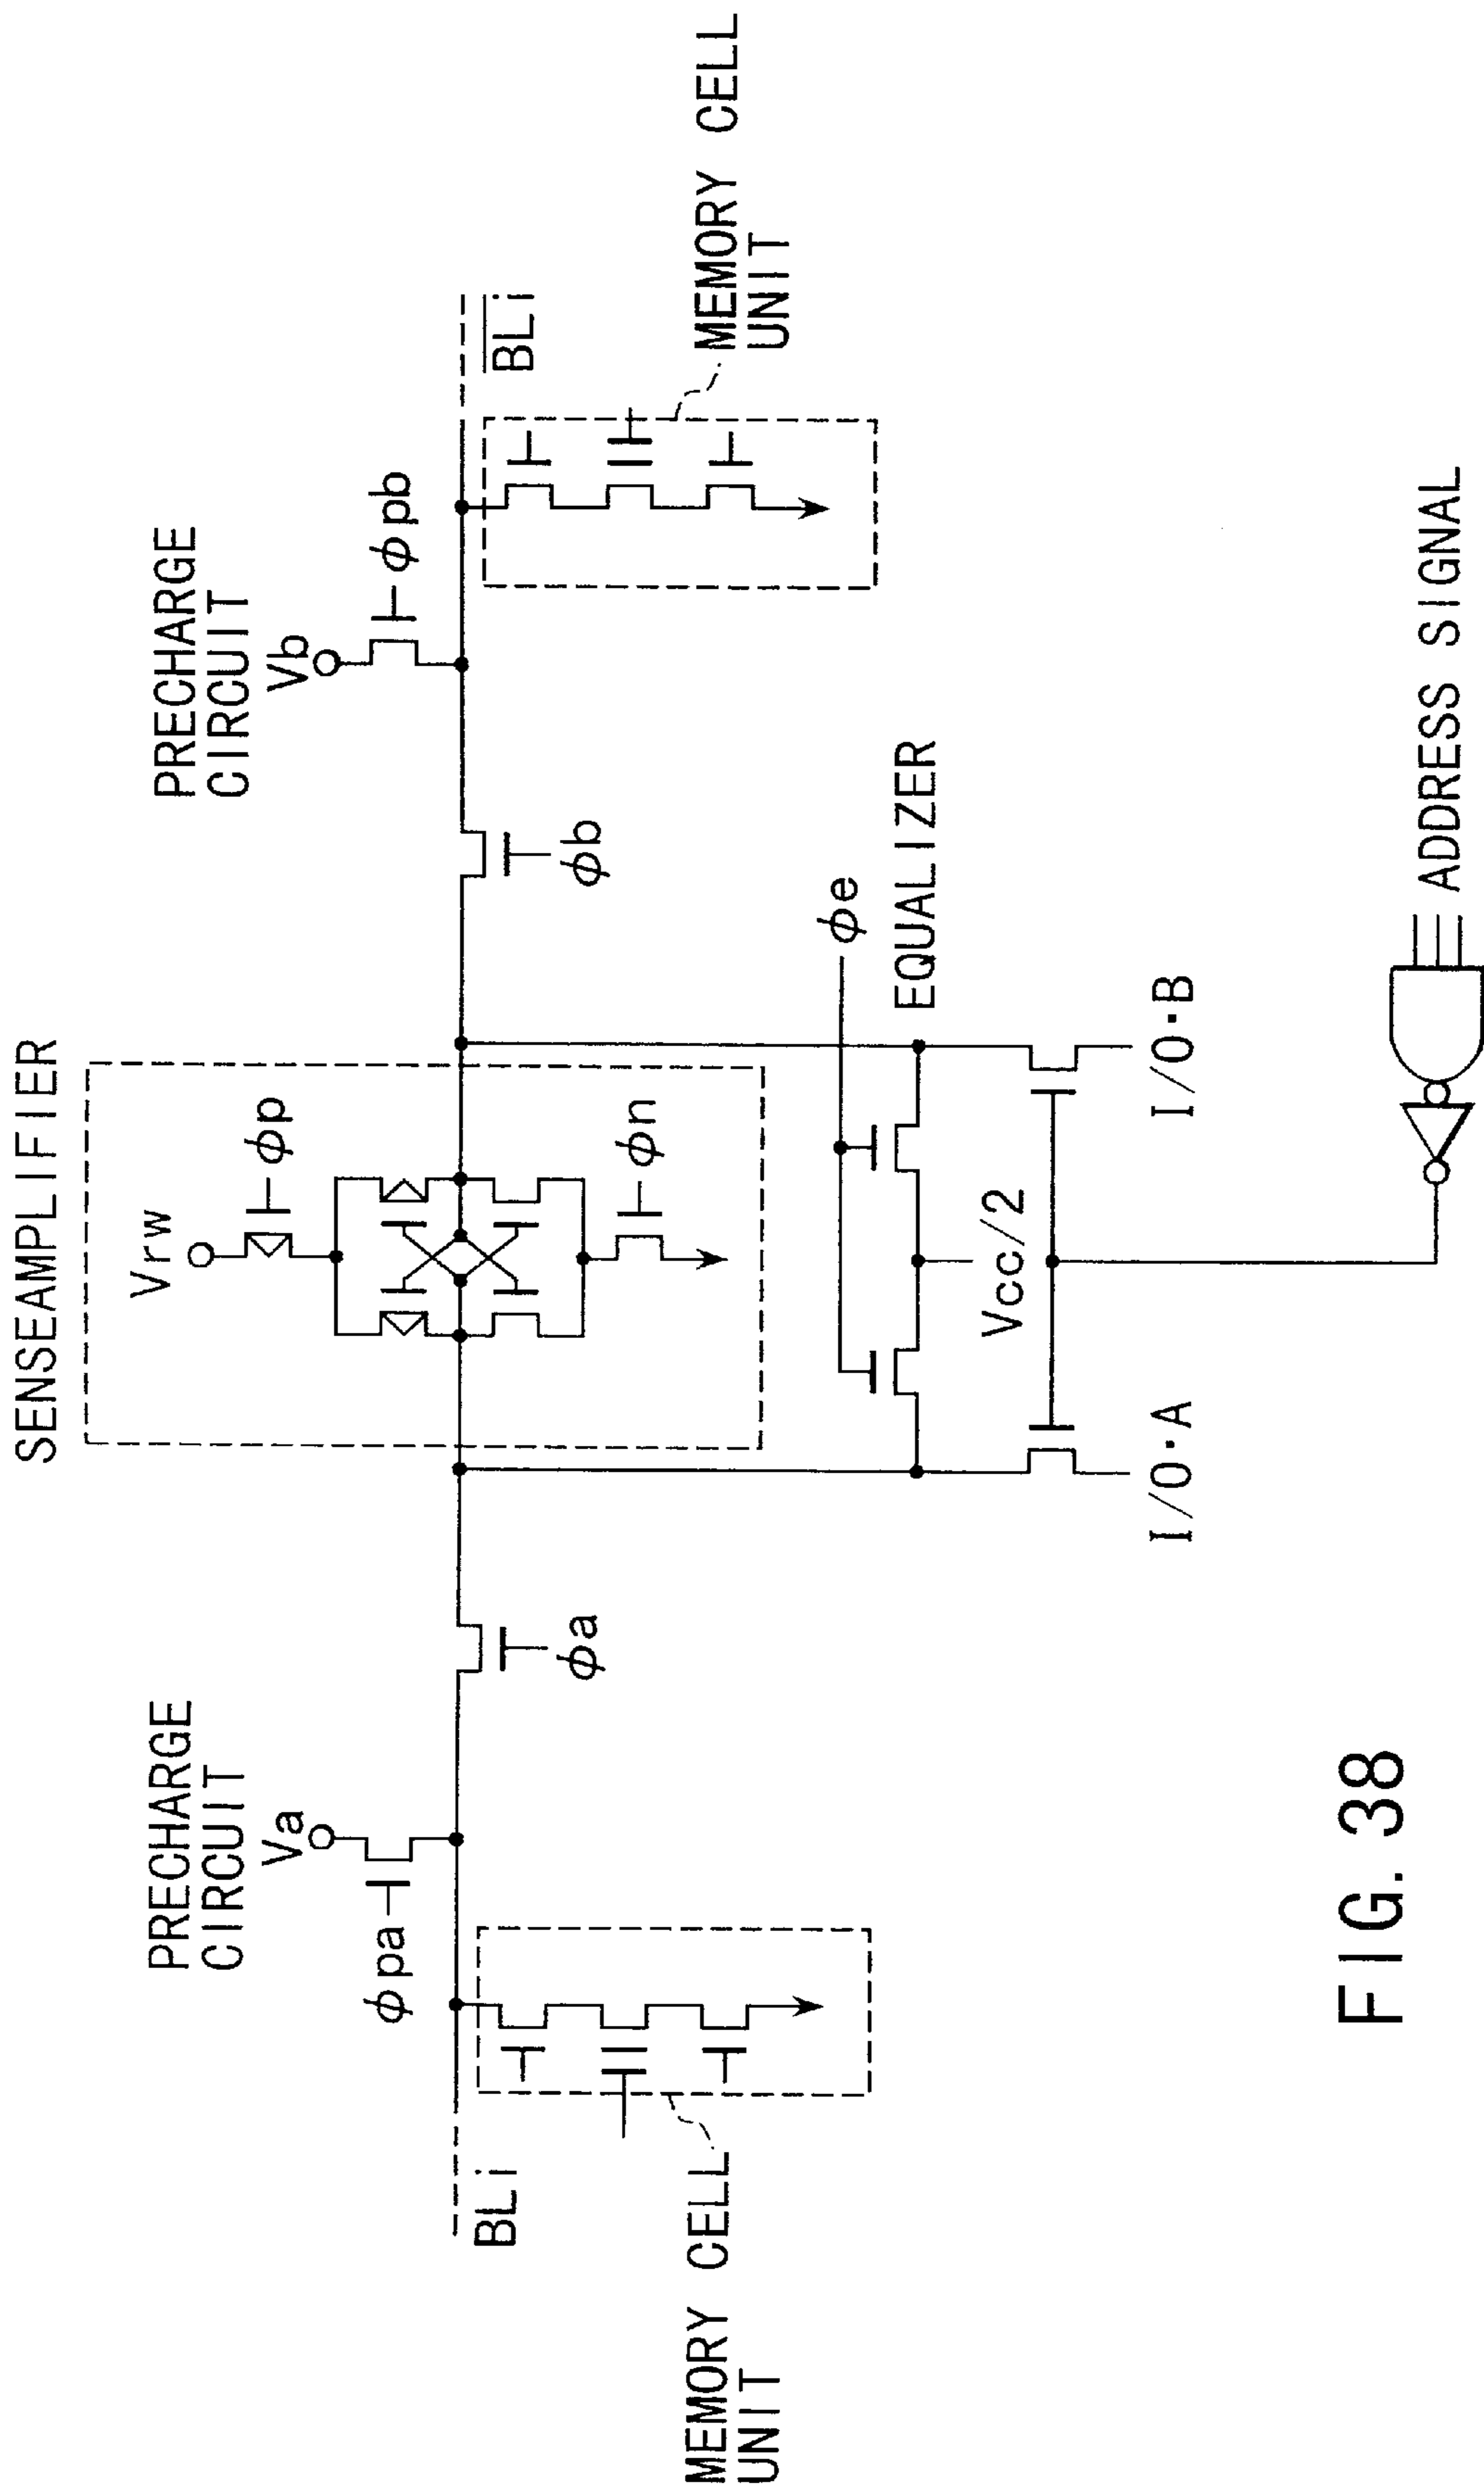 SENSEAMPLIFIER
PRECHARGE
CIRCUIT
Va
ϕpa
PRECHARGE
CIRCUIT
Vb
ϕpb
Vrw
ϕp
ϕn
BLi
B̅L̅i̅
ϕa
ϕb
MEMORY CELL
UNIT
MEMORY CELL
UNIT
ϕe
EQUALIZER
Vcc/2
I/O·A
I/O·B
ADDRESS SIGNAL
FIG. 38